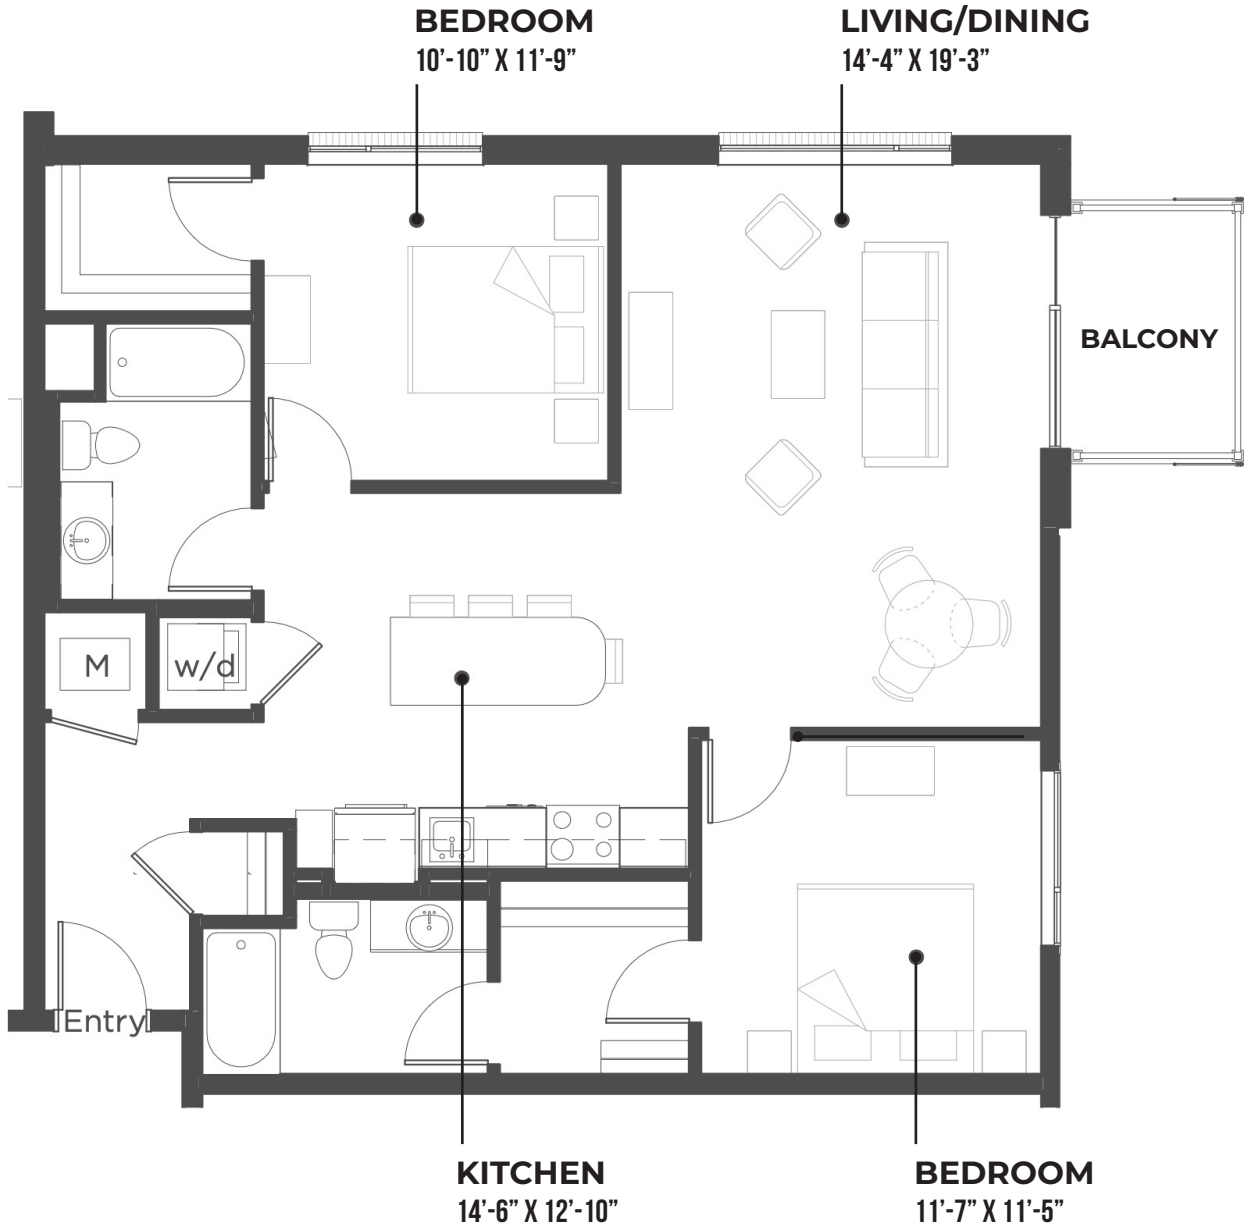 BEDROOM
10’-10” X 11’-9”
LIVING/DINING
14’-4” X 19’-3”
BALCONY
M
w/d
Entry
KITCHEN
14’-6” X 12’-10”
BEDROOM
11’-7” X 11’-5”